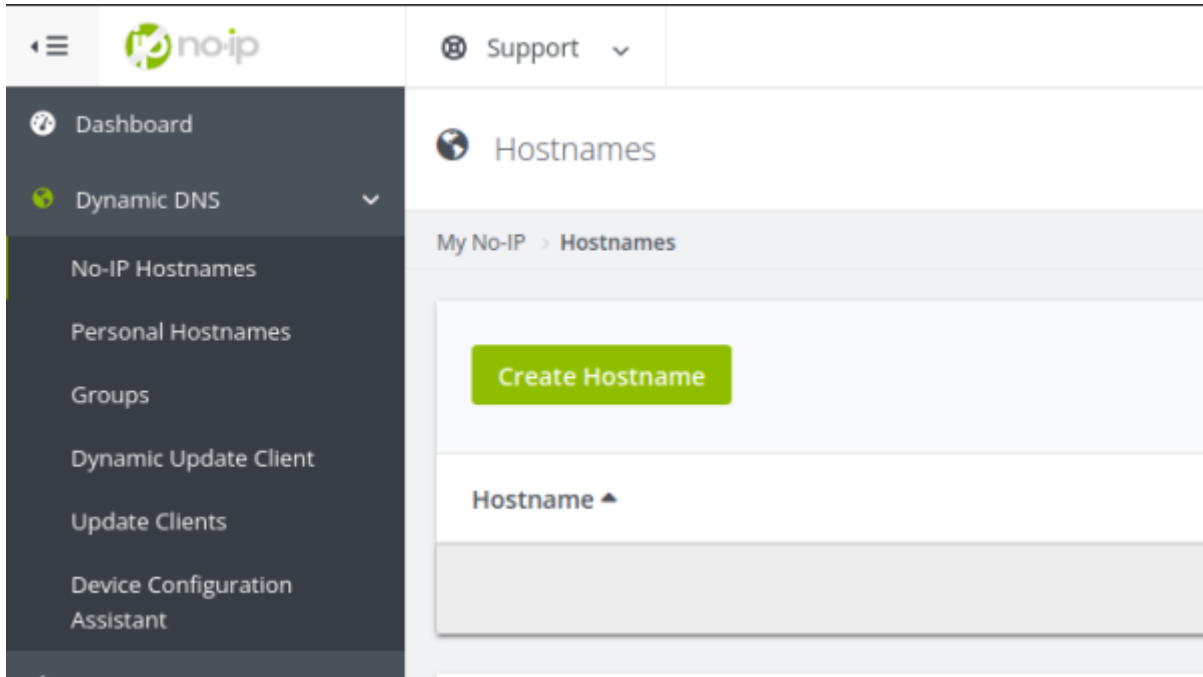 no-ip
Support
Dashboard
Dynamic DNS
No-IP Hostnames
Personal Hostnames
Groups
Dynamic Update Client
Update Clients
Device Configuration
Assistant
Hostnames
My No-IP > Hostnames
Create Hostname
Hostname